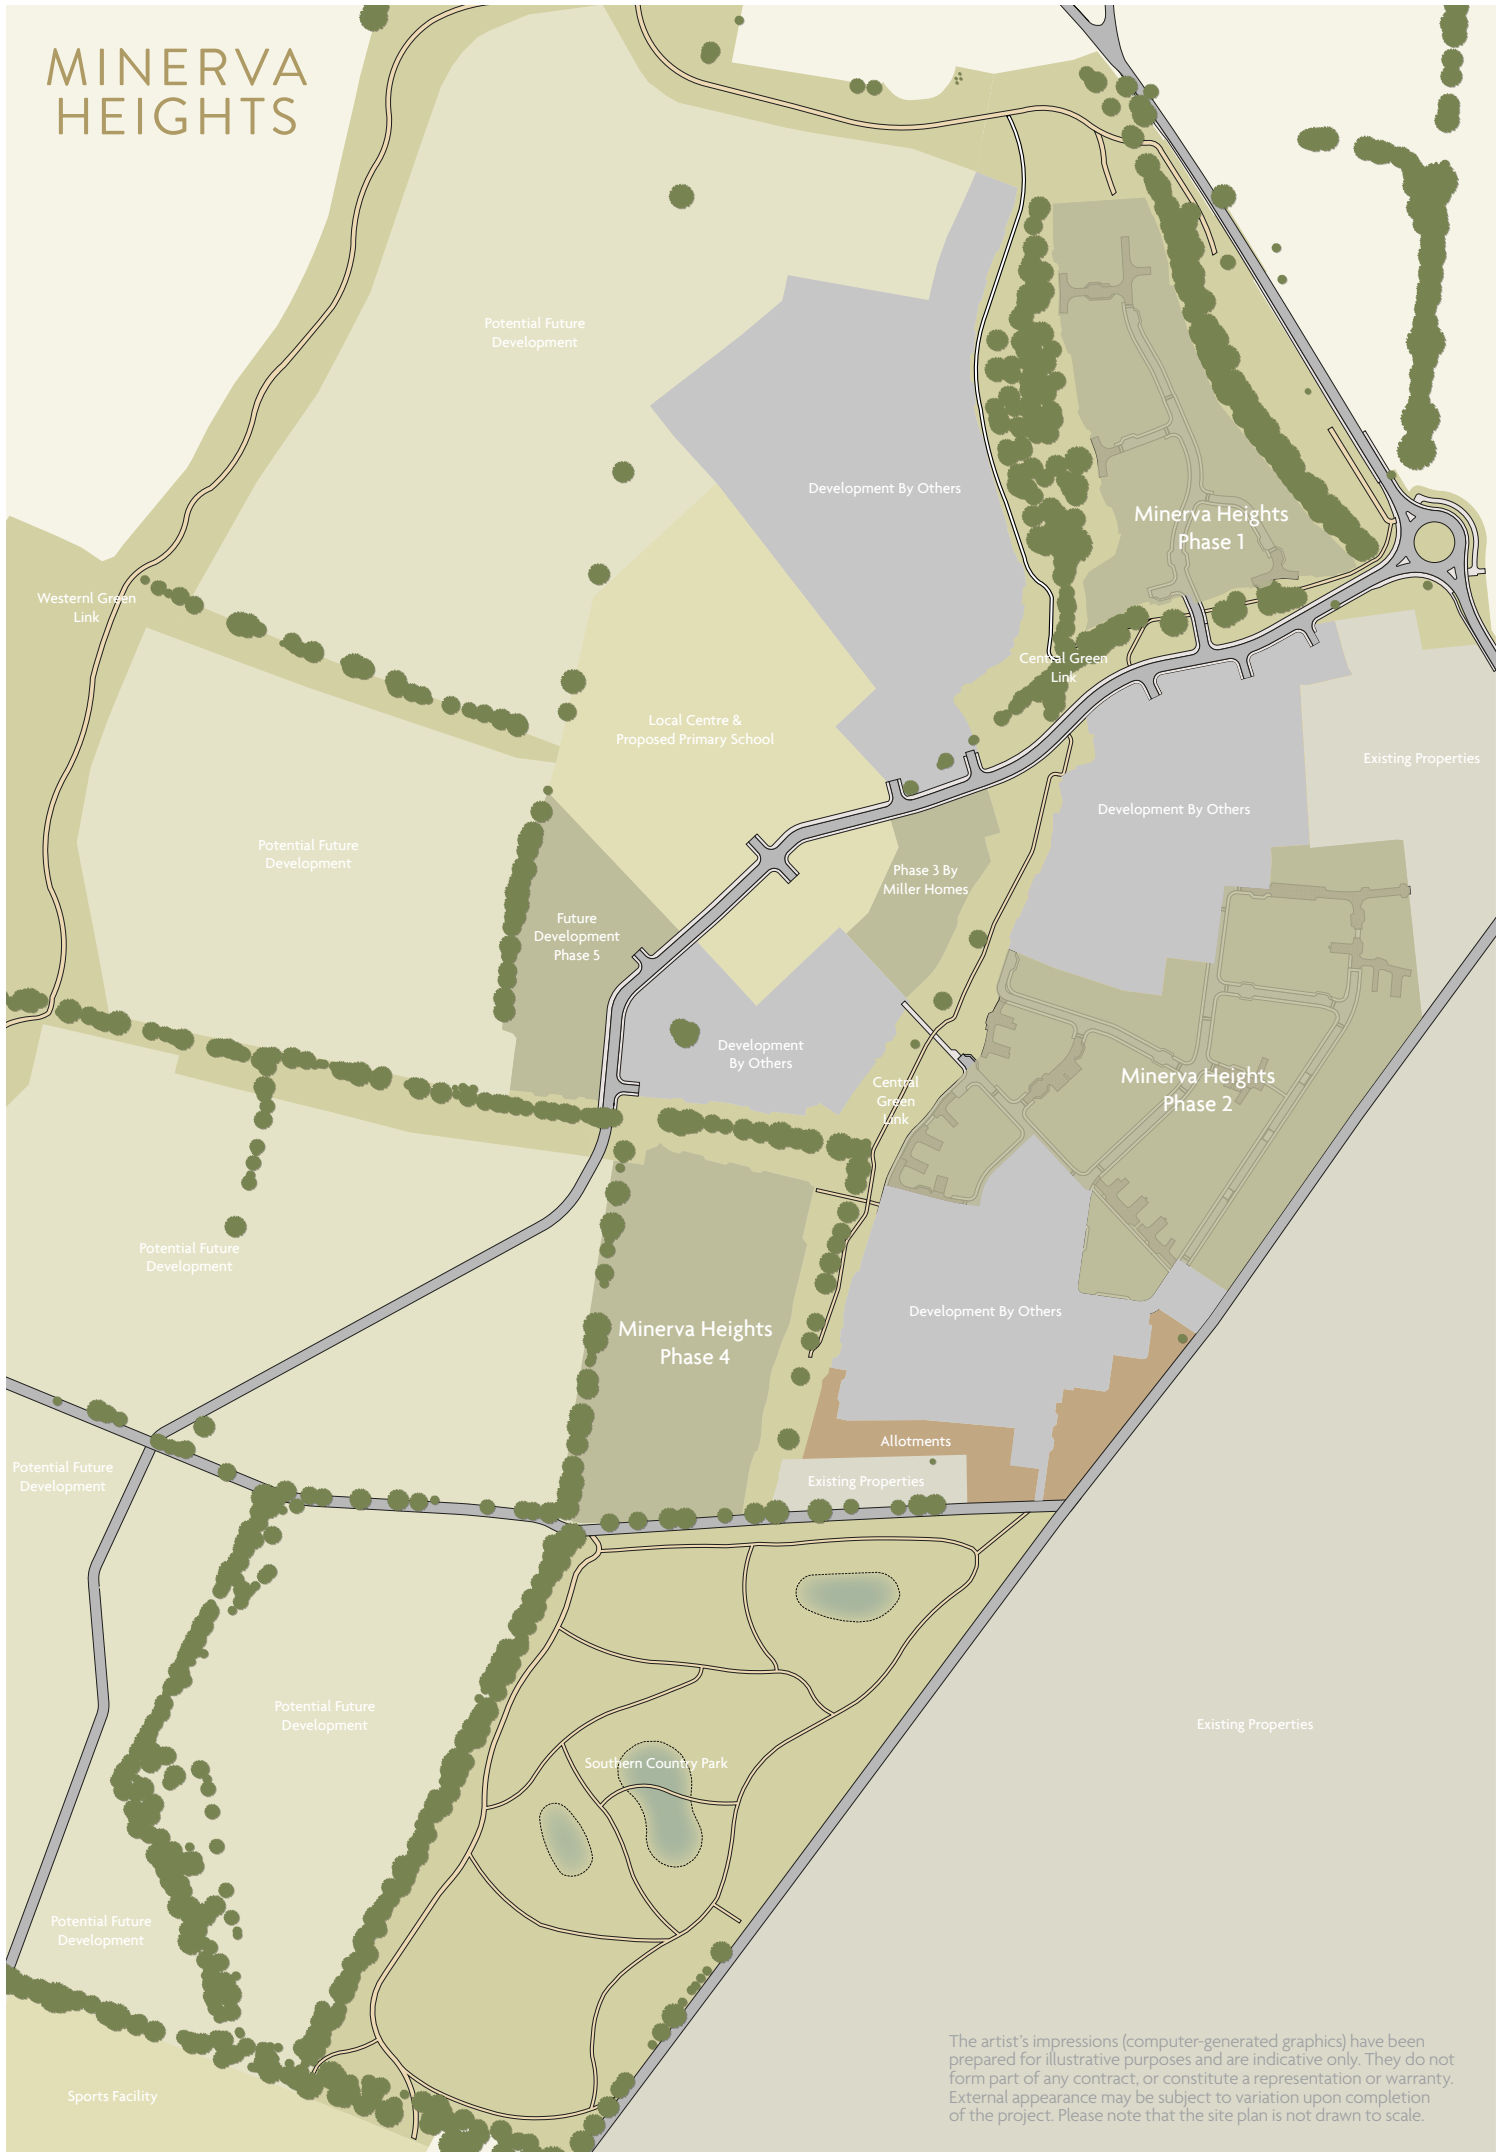 MINERVA
HEIGHTS
Potential Future
Development
Development By Others
Minerva Heights
Phase 1
Westernl Green
Link
Central Green
Link
Local Centre &
Proposed Primary School
Existing Properties
Development By Others
Potential Future
Development
Phase 3 By
Miller Homes
Future
Development
Phase 5
Development
By Others
Central
Green
Link
Minerva Heights
Phase 2
Potential Future
Development
Development By Others
Minerva Heights
Phase 4
Allotments
Potential Future
Development
Existing Properties
Potential Future
Development
Existing Properties
Southern Country Park
Potential Future
Development
Sports Facility
The artist's impressions (computer-generated graphics) have been
prepared for illustrative purposes and are indicative only. They do not
form part of any contract, or constitute a representation or warranty.
External appearance may be subject to variation upon completion
of the project. Please note that the site plan is not drawn to scale.